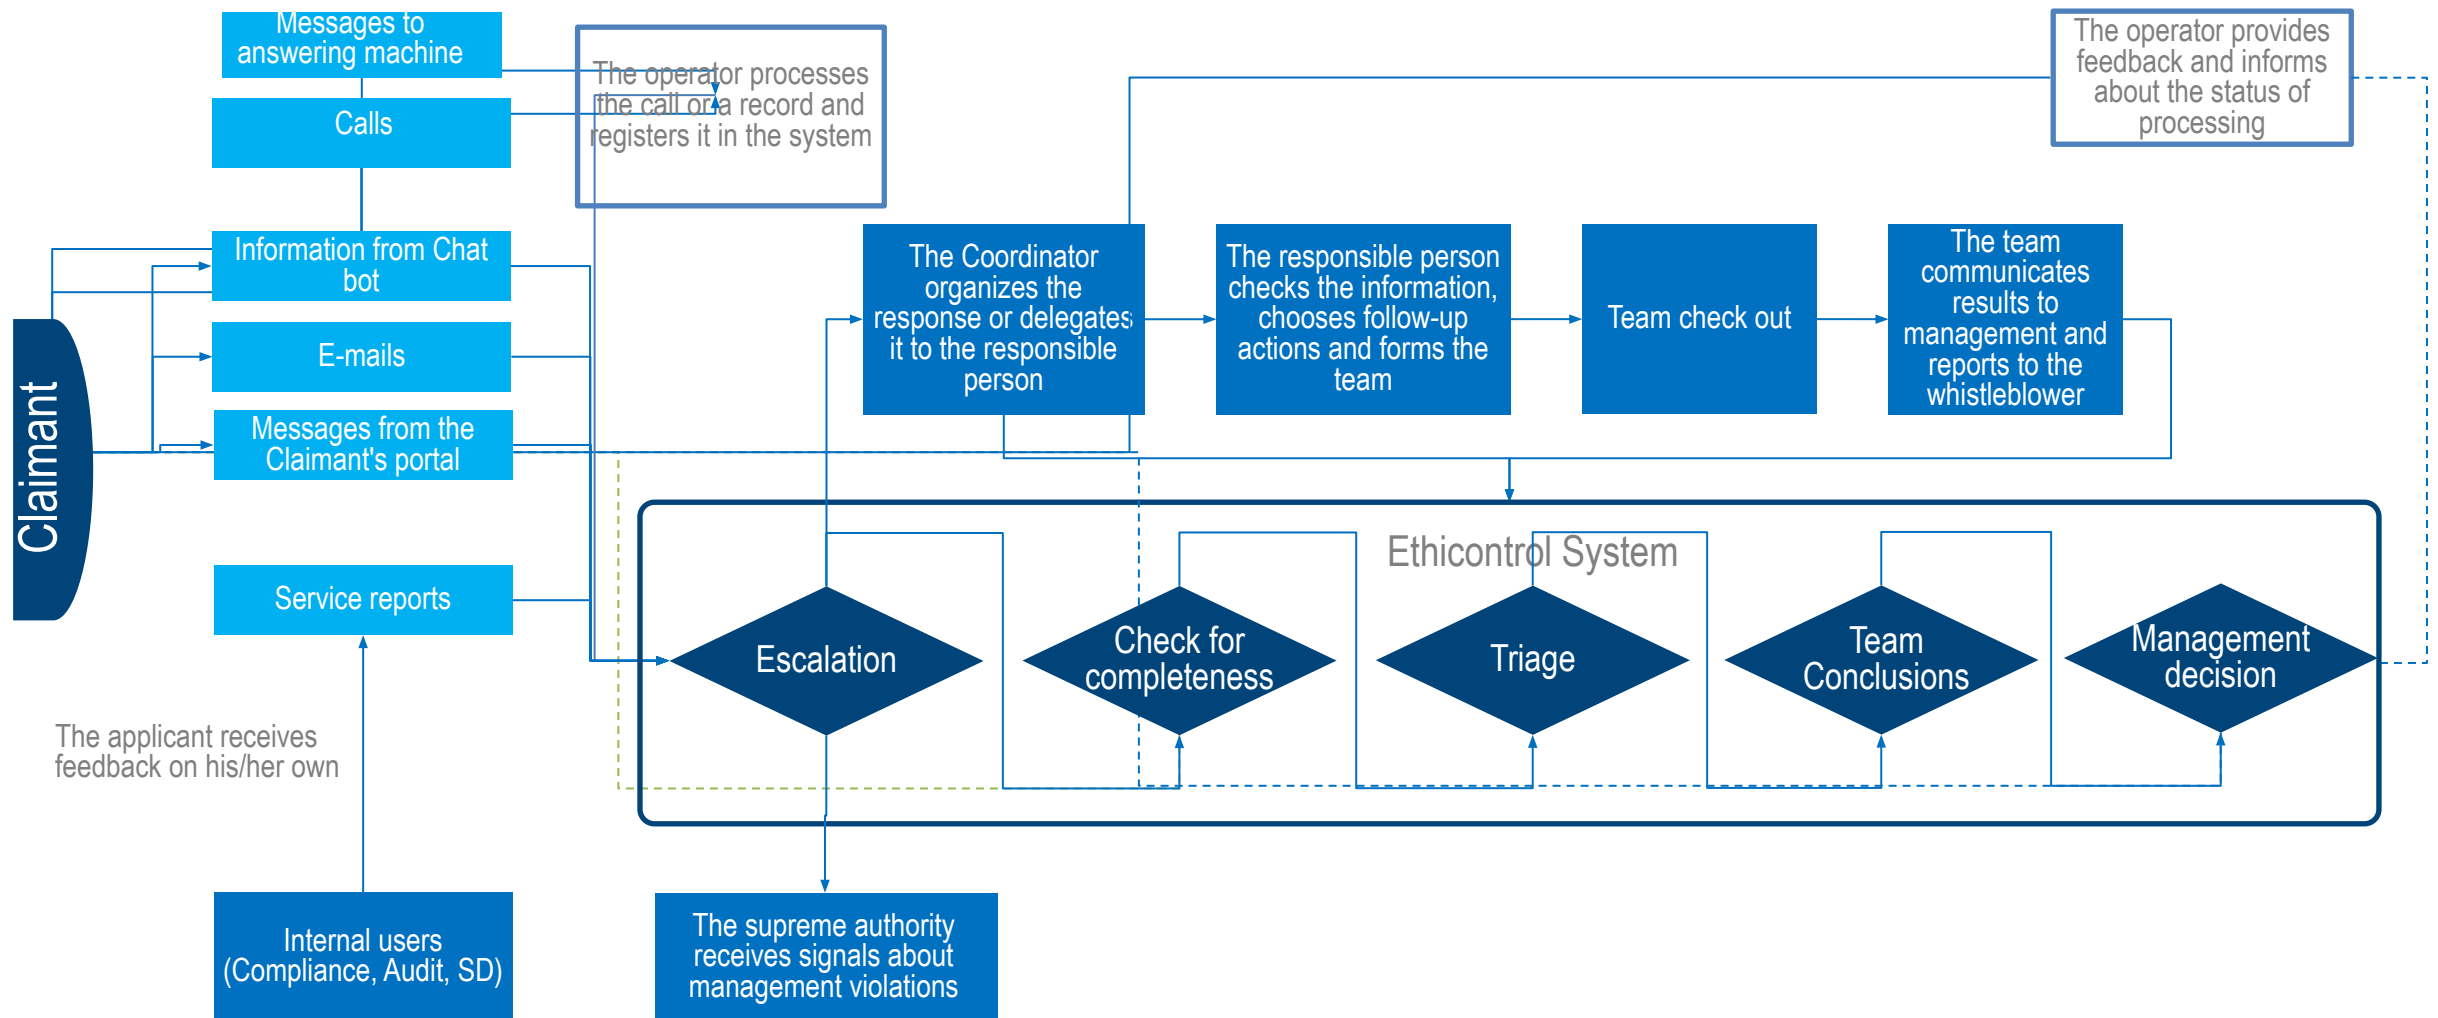 Messages to
answering machine
Calls
Information from Chat
bot
E-mails
Messages from the
Claimant's portal
Service reports
Claimant
The operator processes
the call or a record and
registers it in the system
The operator provides
feedback and informs
about the status of
processing
The Coordinator
organizes the
response or delegates
it to the responsible
person
The responsible person
checks the information,
chooses follow-up
actions and forms the
team
Team check out
The team
communicates
results to
management and
reports to the
whistleblower
Ethicontrol System
Escalation
Check for
completeness
Triage
Team
Conclusions
Management
decision
The applicant receives
feedback on his/her own
Internal users
(Compliance, Audit, SD)
The supreme authority
receives signals about
management violations